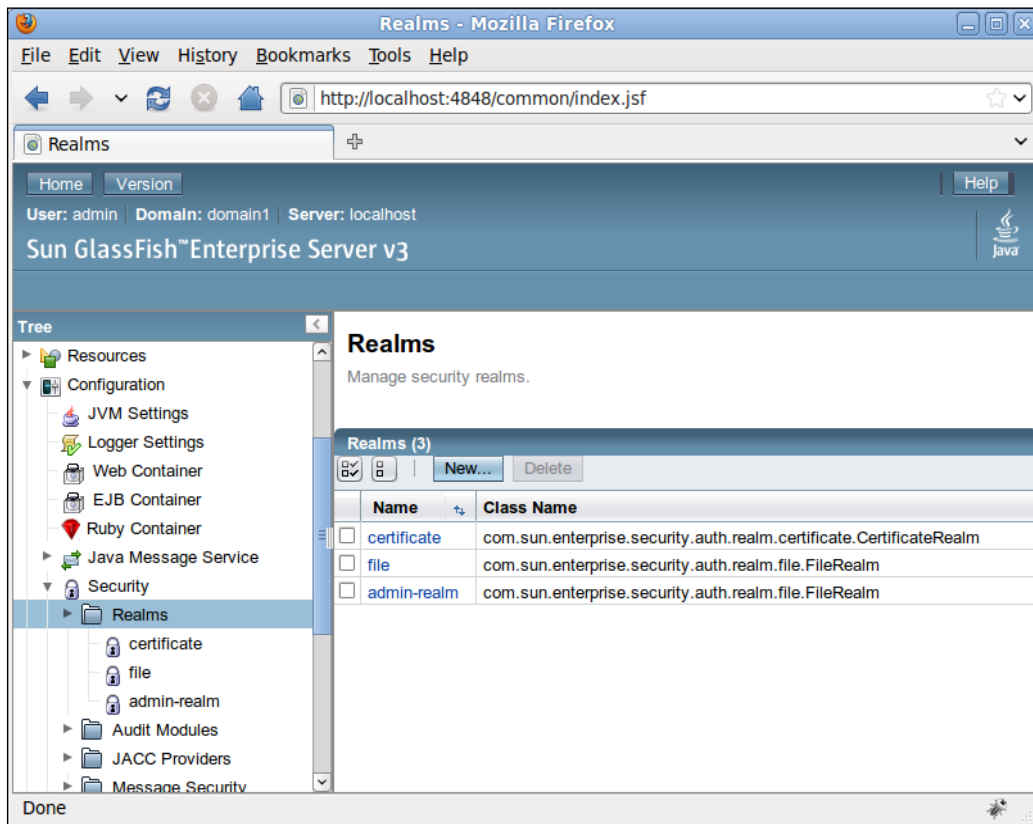 Realms - Mozilla Firefox
File Edit View History Bookmarks Tools Help
http://localhost:4848/common/index.jsf
Realms
Home Version Help
User: admin Domain: domain1 Server: localhost
Sun GlassFish™Enterprise Server v3
Java
Tree
Resources
Configuration
JVM Settings
Logger Settings
Web Container
EJB Container
Ruby Container
Java Message Service
Security
Realms
certificate
file
admin-realm
Audit Modules
JACC Providers
Message Security
Realms
Manage security realms.
Realms (3)
New... Delete
Name Class Name
certificate com.sun.enterprise.security.auth.realm.certificate.CertificateRealm
file com.sun.enterprise.security.auth.realm.file.FileRealm
admin-realm com.sun.enterprise.security.auth.realm.file.FileRealm
Done